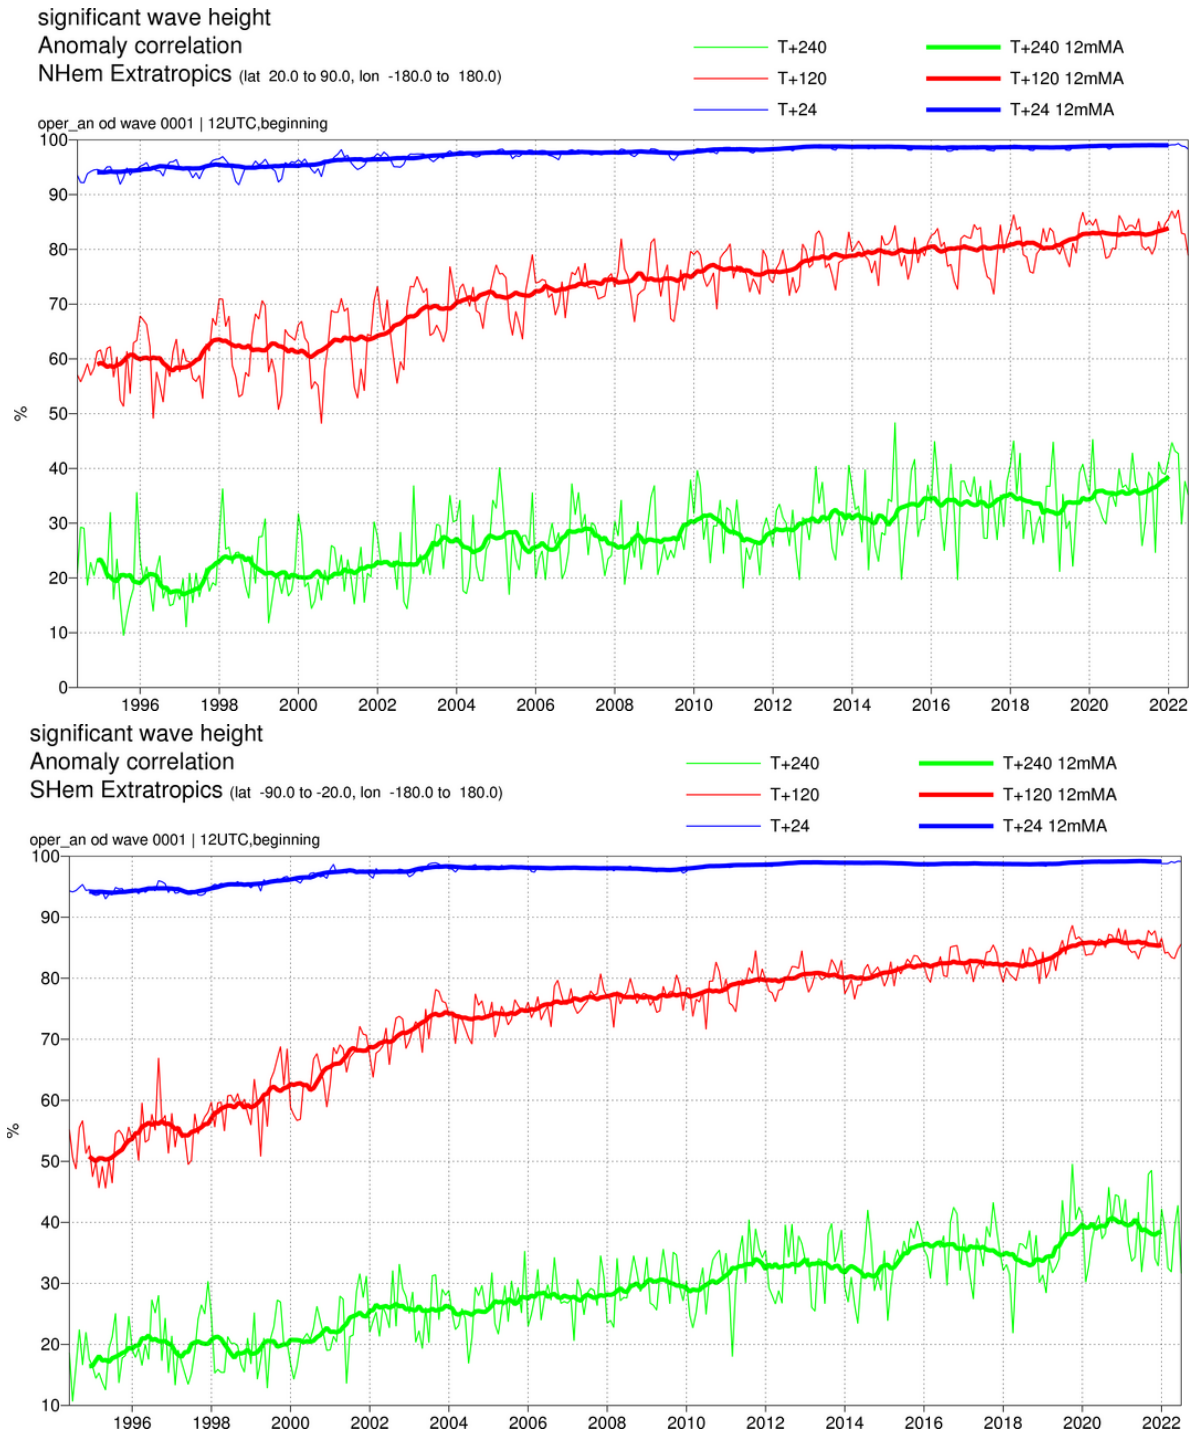 significant wave height
Anomaly correlation
NHem Extratropics (lat 20.0 to 90.0, lon -180.0 to 180.0)
T+240
T+240 12mMA
T+120
T+120 12mMA
T+24
T+24 12mMA
oper_an od wave 0001 | 12UTC,beginning
100
90
80
70
60
50
40
30
20
10
0
%
1996 1998 2000 2002 2004 2006 2008 2010 2012 2014 2016 2018 2020 2022
significant wave height
Anomaly correlation
SHem Extratropics (lat -90.0 to -20.0, lon -180.0 to 180.0)
T+240
T+240 12mMA
T+120
T+120 12mMA
T+24
T+24 12mMA
oper_an od wave 0001 | 12UTC,beginning
100
90
80
70
60
50
40
30
20
10
%
1996 1998 2000 2002 2004 2006 2008 2010 2012 2014 2016 2018 2020 2022